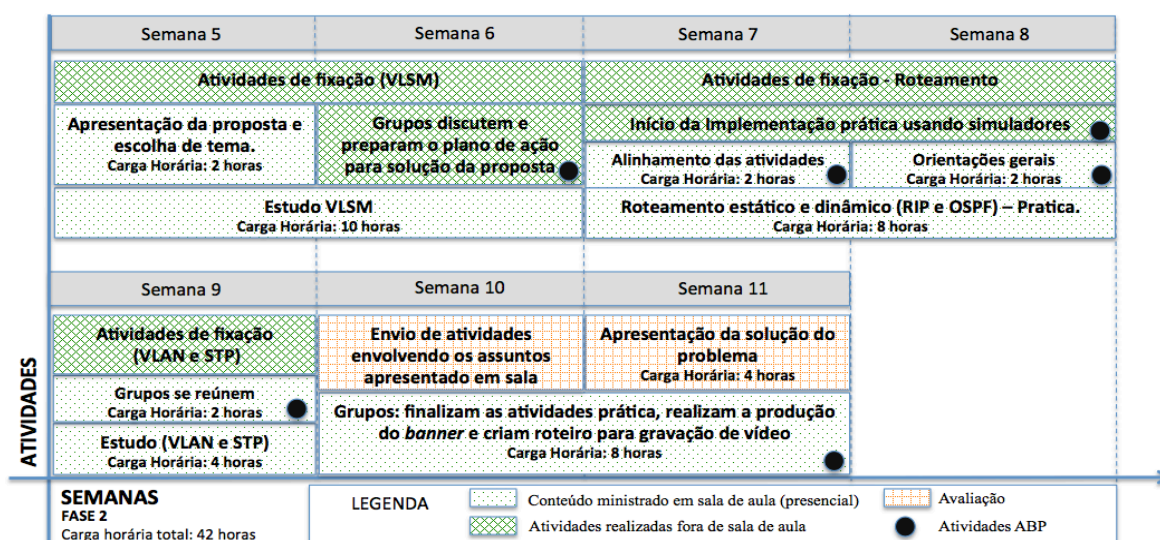 Semana 5
Semana 6
Semana 7
Semana 8
Atividades de fixação (VLSM)
Atividades de fixação - Roteamento
Apresentação da proposta e
escolha de tema.
Carga Horária: 2 horas
Grupos discutem e
preparam o plano de ação
para solução da proposta
Início da Implementação prática usando simuladores
Alinhamento das atividades
Carga Horária: 2 horas
Orientações gerais
Carga Horária: 2 horas
Estudo VLSM
Carga Horária: 10 horas
Roteamento estático e dinâmico (RIP e OSPF) – Pratica.
Carga Horária: 8 horas
Semana 9
Semana 10
Semana 11
Atividades de fixação
(VLAN e STP)
Envio de atividades
envolvendo os assuntos
apresentado em sala
Apresentação da solução do
problema
Carga Horária: 4 horas
Grupos se reúnem
Carga Horária: 2 horas
Grupos: finalizam as atividades prática, realizam a produção
do banner e criam roteiro para gravação de vídeo
Carga Horária: 8 horas
Estudo (VLAN e STP)
Carga Horária: 4 horas
ATIVIDADES
SEMANAS
FASE 2
Carga horária total: 42 horas
LEGENDA
Conteúdo ministrado em sala de aula (presencial)
Avaliação
Atividades realizadas fora de sala de aula
Atividades ABP